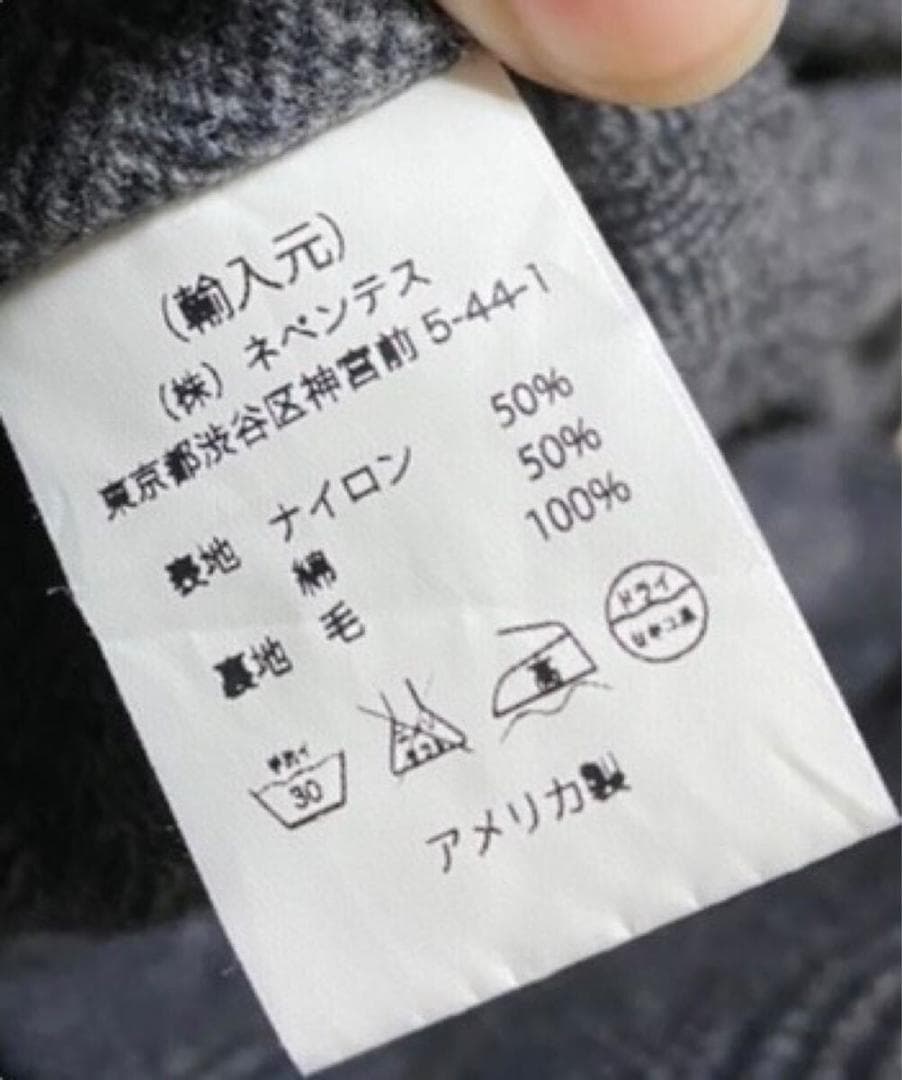 (輸入元)
(株) ネペンテス
東京都渋谷区神宮前 5-44-1
表地 ナイロン 50%
綿 50%
裏地 毛 100%
30
高
ドライ
アメリカ製